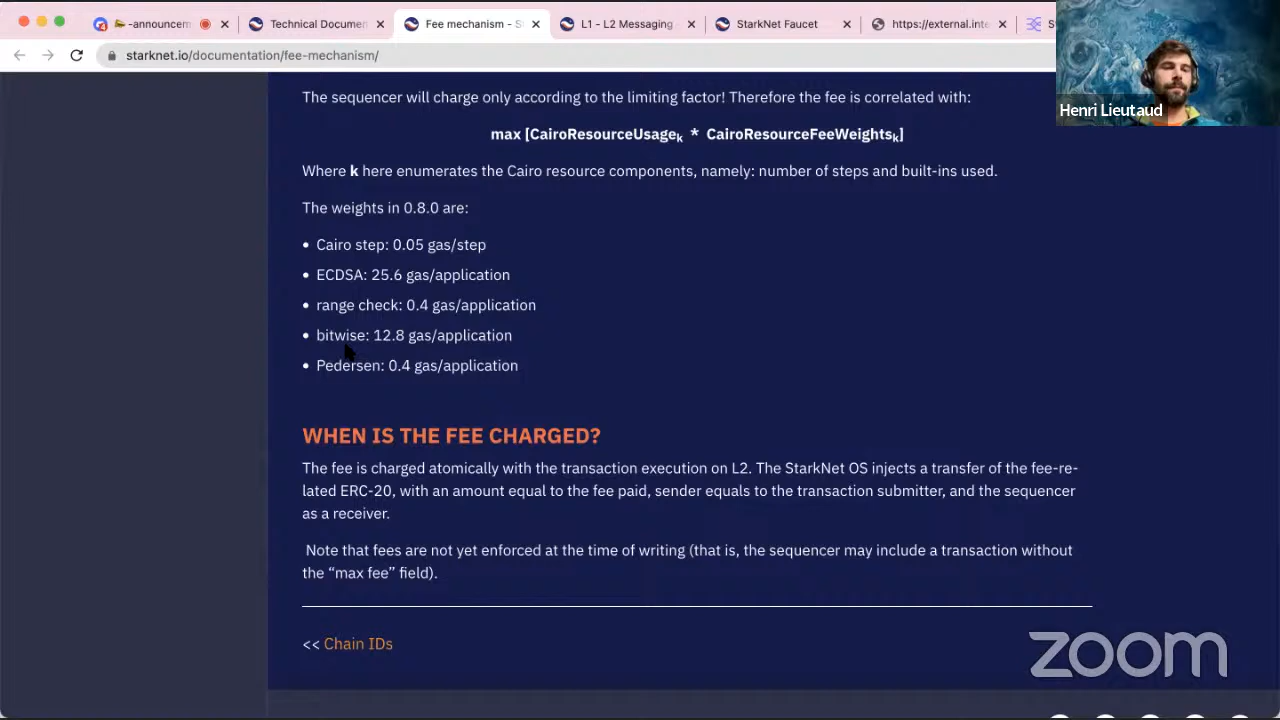 -announcem
Technical Documen
Fee mechanism - S
L1 - L2 Messaging
StarkNet Faucet
https://external.inte
starknet.io/documentation/fee-mechanism/
Henri Lieutaud
The sequencer will charge only according to the limiting factor! Therefore the fee is correlated with:
max [CairoResourceUsagek * CairoResourceFeeWeightsk]
Where k here enumerates the Cairo resource components, namely: number of steps and built-ins used.
The weights in 0.8.0 are:
• Cairo step: 0.05 gas/step
• ECDSA: 25.6 gas/application
• range check: 0.4 gas/application
• bitwise: 12.8 gas/application
• Pedersen: 0.4 gas/application
WHEN IS THE FEE CHARGED?
The fee is charged atomically with the transaction execution on L2. The StarkNet OS injects a transfer of the fee-re-
lated ERC-20, with an amount equal to the fee paid, sender equals to the transaction submitter, and the sequencer
as a receiver.
Note that fees are not yet enforced at the time of writing (that is, the sequencer may include a transaction without
the “max fee” field).
<< Chain IDs
zoom